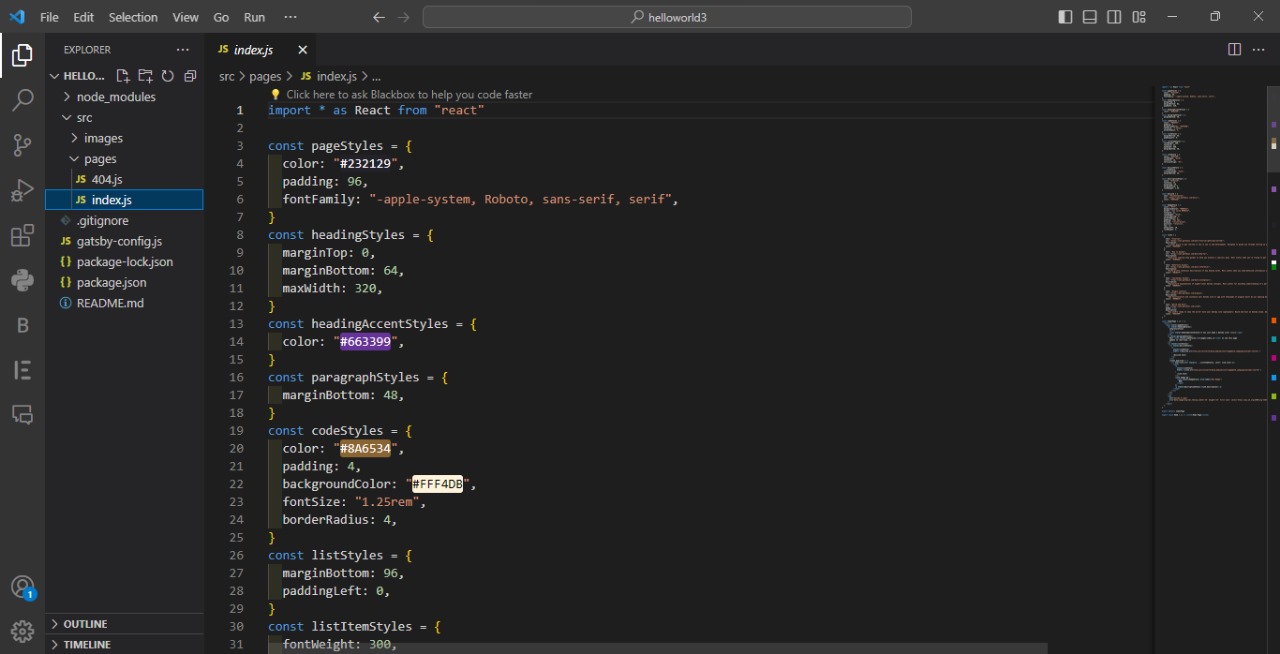 File Edit Selection View Go Run ···
helloworld3
EXPLORER ···
HELLO...
node_modules
src
images
pages
JS 404.js
JS index.js
.gitignore
JS gatsby-config.js
{} package-lock.json
{} package.json
README.md
B
1
OUTLINE
TIMELINE
JS index.js
src > pages > JS index.js > ...
Click here to ask Blackbox to help you code faster
1 import * as React from "react"
2
3 const pageStyles = {
4 color: "#232129",
5 padding: 96,
6 fontFamily: "-apple-system, Roboto, sans-serif, serif",
7 }
8 const headingStyles = {
9 marginTop: 0,
10 marginBottom: 64,
11 maxWidth: 320,
12 }
13 const headingAccentStyles = {
14 color: "#663399",
15 }
16 const paragraphStyles = {
17 marginBottom: 48,
18 }
19 const codeStyles = {
20 color: "#8A6534",
21 padding: 4,
22 backgroundColor: "#FFF4DB",
23 fontSize: "1.25rem",
24 borderRadius: 4,
25 }
26 const listStyles = {
27 marginBottom: 96,
28 paddingLeft: 0,
29 }
30 const listItemStyles = {
31 fontWeight: 300,